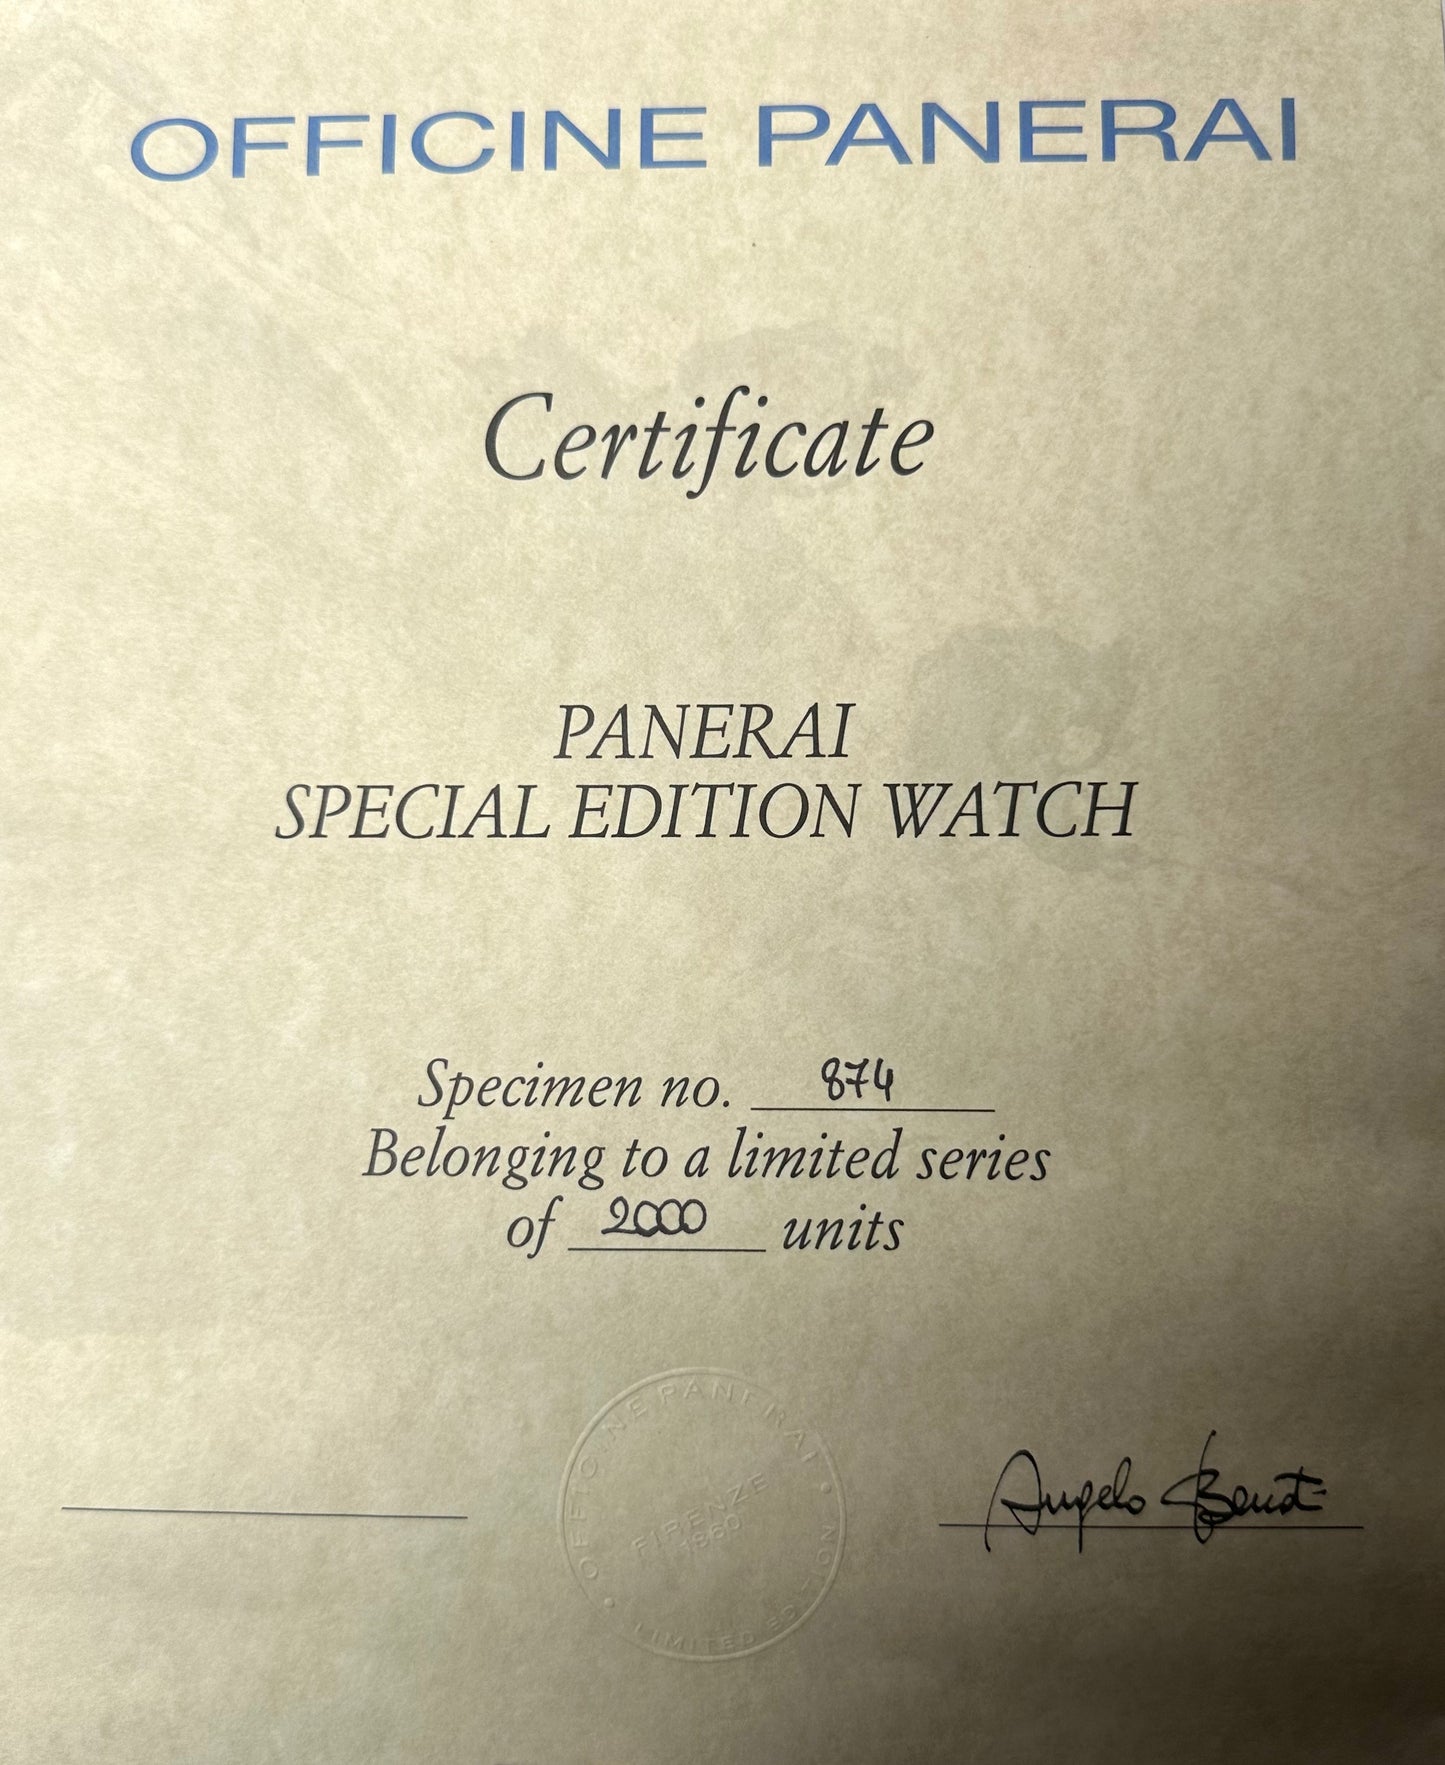 OFFICINE PANERAI
Certificate
PANERAI
SPECIAL EDITION WATCH
Specimen no. 874
Belonging to a limited series
of 2000 units
OFFICINE PANERAI
FIRENZE
1860
LIMITED EDITION
Angelo